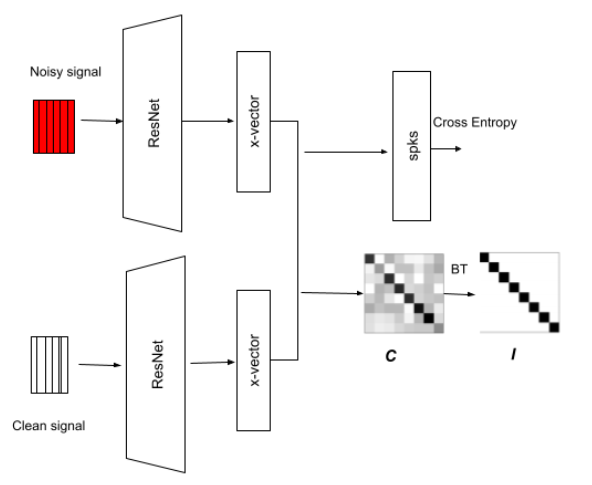 Noisy signal
ResNet
x-vector
spks
Cross Entropy
BT
C
I
ResNet
x-vector
Clean signal